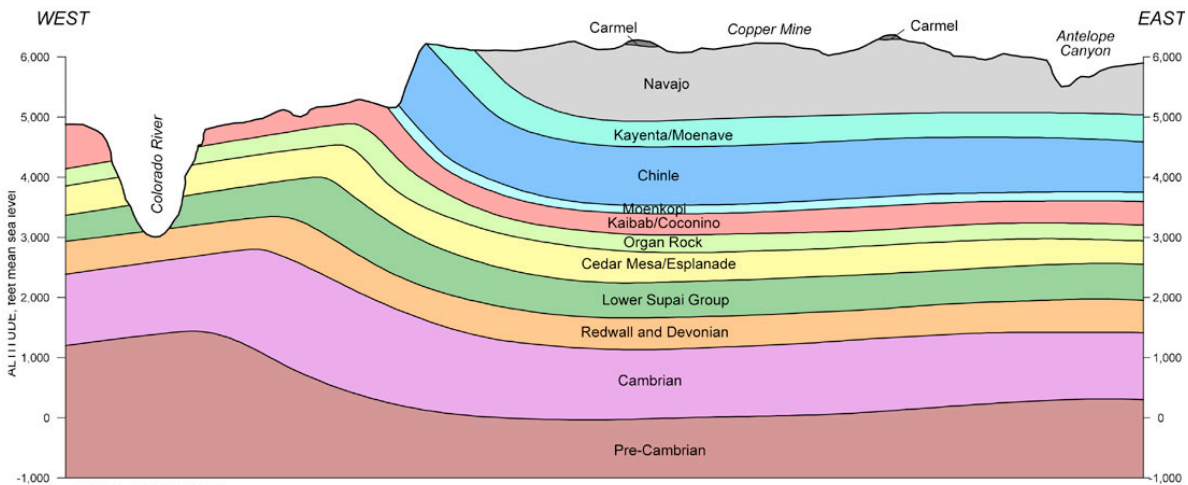 WEST
EAST
Carmel
Copper Mine
Carmel
Antelope
Canyon
6,000
5,000
4,000
3,000
2,000
1,000
0
-1,000
ALTITUDE, feet mean sea level
Colorado River
Navajo
Kayenta/Moenave
Chinle
Moenkopi
Kaibab/Coconino
Organ Rock
Cedar Mesa/Esplanade
Lower Supai Group
Redwall and Devonian
Cambrian
Pre-Cambrian
6,000
5,000
4,000
3,000
2,000
1,000
0
-1,000